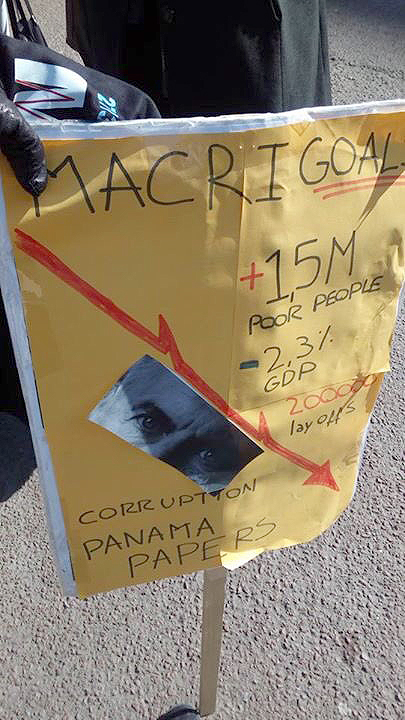 MACRI GOAL
+1,5M
POOR PEOPLE
- 2,3%
GDP
200000
lay offs
CORRUPTION
PANAMA
PAPERS